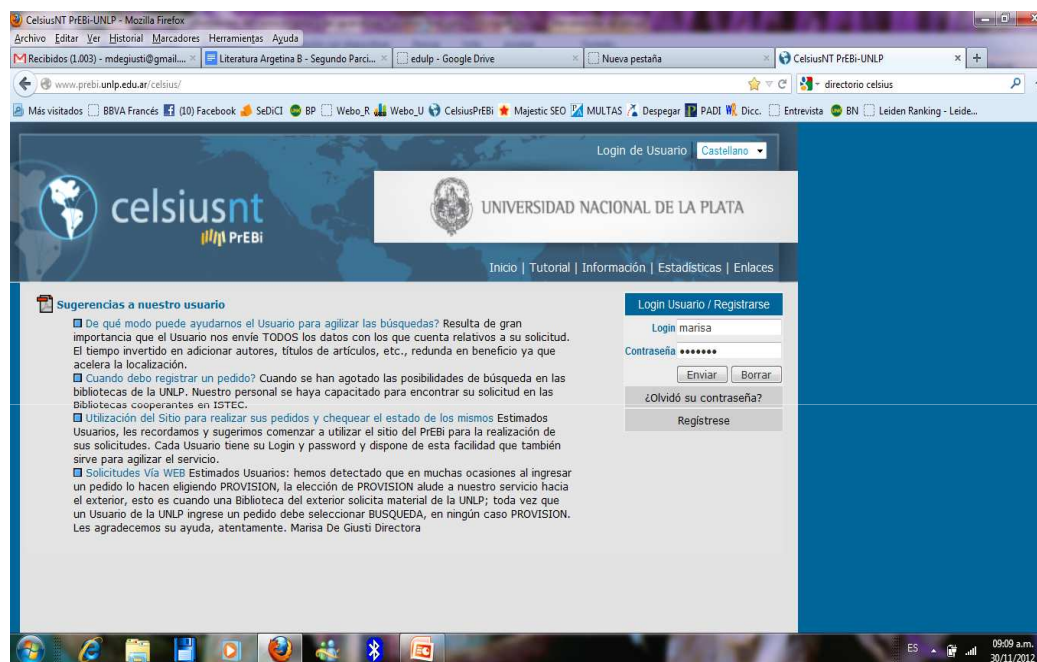 CelsiusNT PrEBi-UNLP - Mozilla Firefox
Archivo Editar Ver Historial Marcadores Herramientas Ayuda
Recibidos (1.003) - mdegiusti@gmail.... × Literatura Argetina B - Segundo Parci... × edulp - Google Drive × Nueva pestaña × CelsiusNT PrEBi-UNLP × +
www.prebi.unlp.edu.ar/celsius/ directorio celsius
Más visitados BBVA Francés (10) Facebook SeDiCI BP Webo_R Webo_U CelsiusPrEBi Majestic SEO MULTAS Despegar PADI Dicc. Entrevista BN Leiden Ranking - Leide...
Login de Usuario Castellano
celsiusnt
PrEBi
UNIVERSIDAD NACIONAL DE LA PLATA
Inicio | Tutorial | Información | Estadísticas | Enlaces
Sugerencias a nuestro usuario
De qué modo puede ayudarnos el Usuario para agilizar las búsquedas? Resulta de gran
importancia que el Usuario nos envíe TODOS los datos con los que cuenta relativos a su solicitud.
El tiempo invertido en adicionar autores, títulos de artículos, etc., redunda en beneficio ya que
acelera la localización.
Cuando debo registrar un pedido? Cuando se han agotado las posibilidades de búsqueda en las
bibliotecas de la UNLP. Nuestro personal se haya capacitado para encontrar su solicitud en las
Bibliotecas cooperantes en ISTEC.
Utilización del Sitio para realizar sus pedidos y chequear el estado de los mismos Estimados
Usuarios, les recordamos y sugerimos comenzar a utilizar el sitio del PrEBi para la realización de
sus solicitudes. Cada Usuario tiene su Login y password y dispone de esta facilidad que también
sirve para agilizar el servicio.
Solicitudes Vía WEB Estimados Usuarios: hemos detectado que en muchas ocasiones al ingresar
un pedido lo hacen eligiendo PROVISION, la elección de PROVISION alude a nuestro servicio hacia
el exterior, esto es cuando una Biblioteca del exterior solicita material de la UNLP; toda vez que
un Usuario de la UNLP ingrese un pedido debe seleccionar BUSQUEDA, en ningún caso PROVISION.
Les agradecemos su ayuda, atentamente. Marisa De Giusti Directora
Login Usuario / Registrarse
Login marisa
Contraseña •••••••
Enviar Borrar
¿Olvidó su contraseña?
Regístrese
ES
09:09 a.m.
30/11/2012